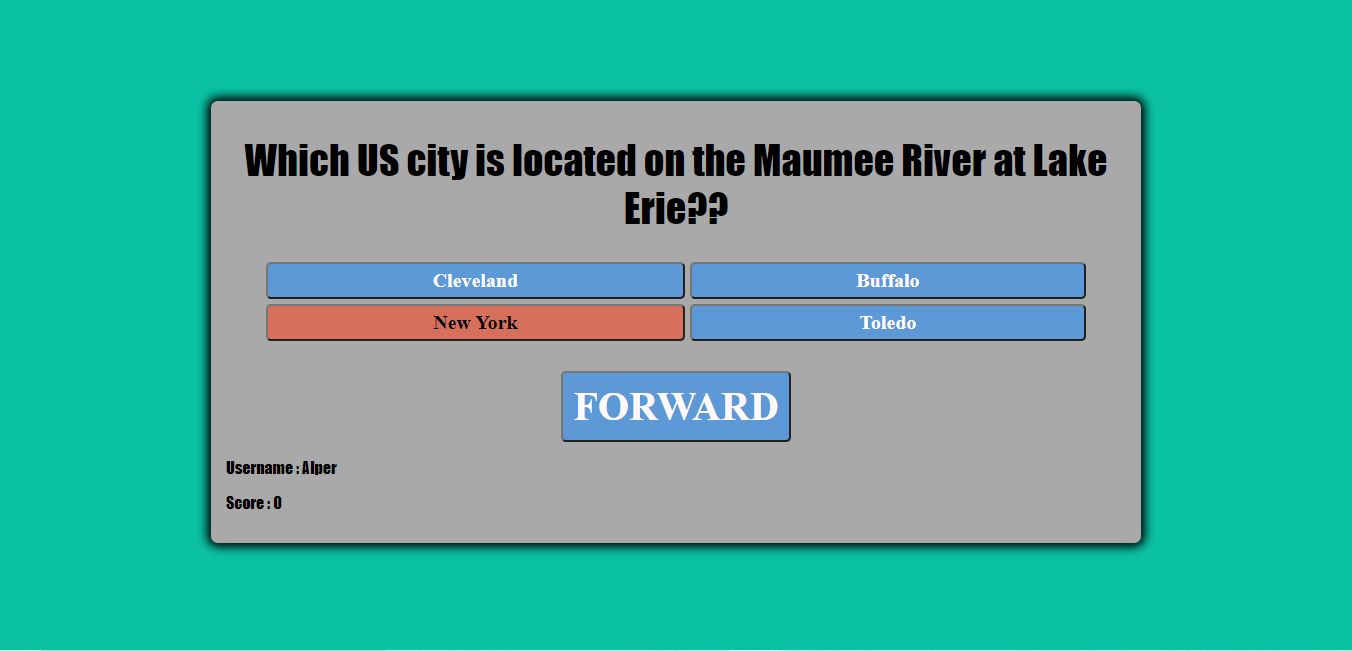 Which US city is located on the Maumee River at Lake
Erie??
Cleveland
Buffalo
New York
Toledo
FORWARD
Username : Alper
Score : 0